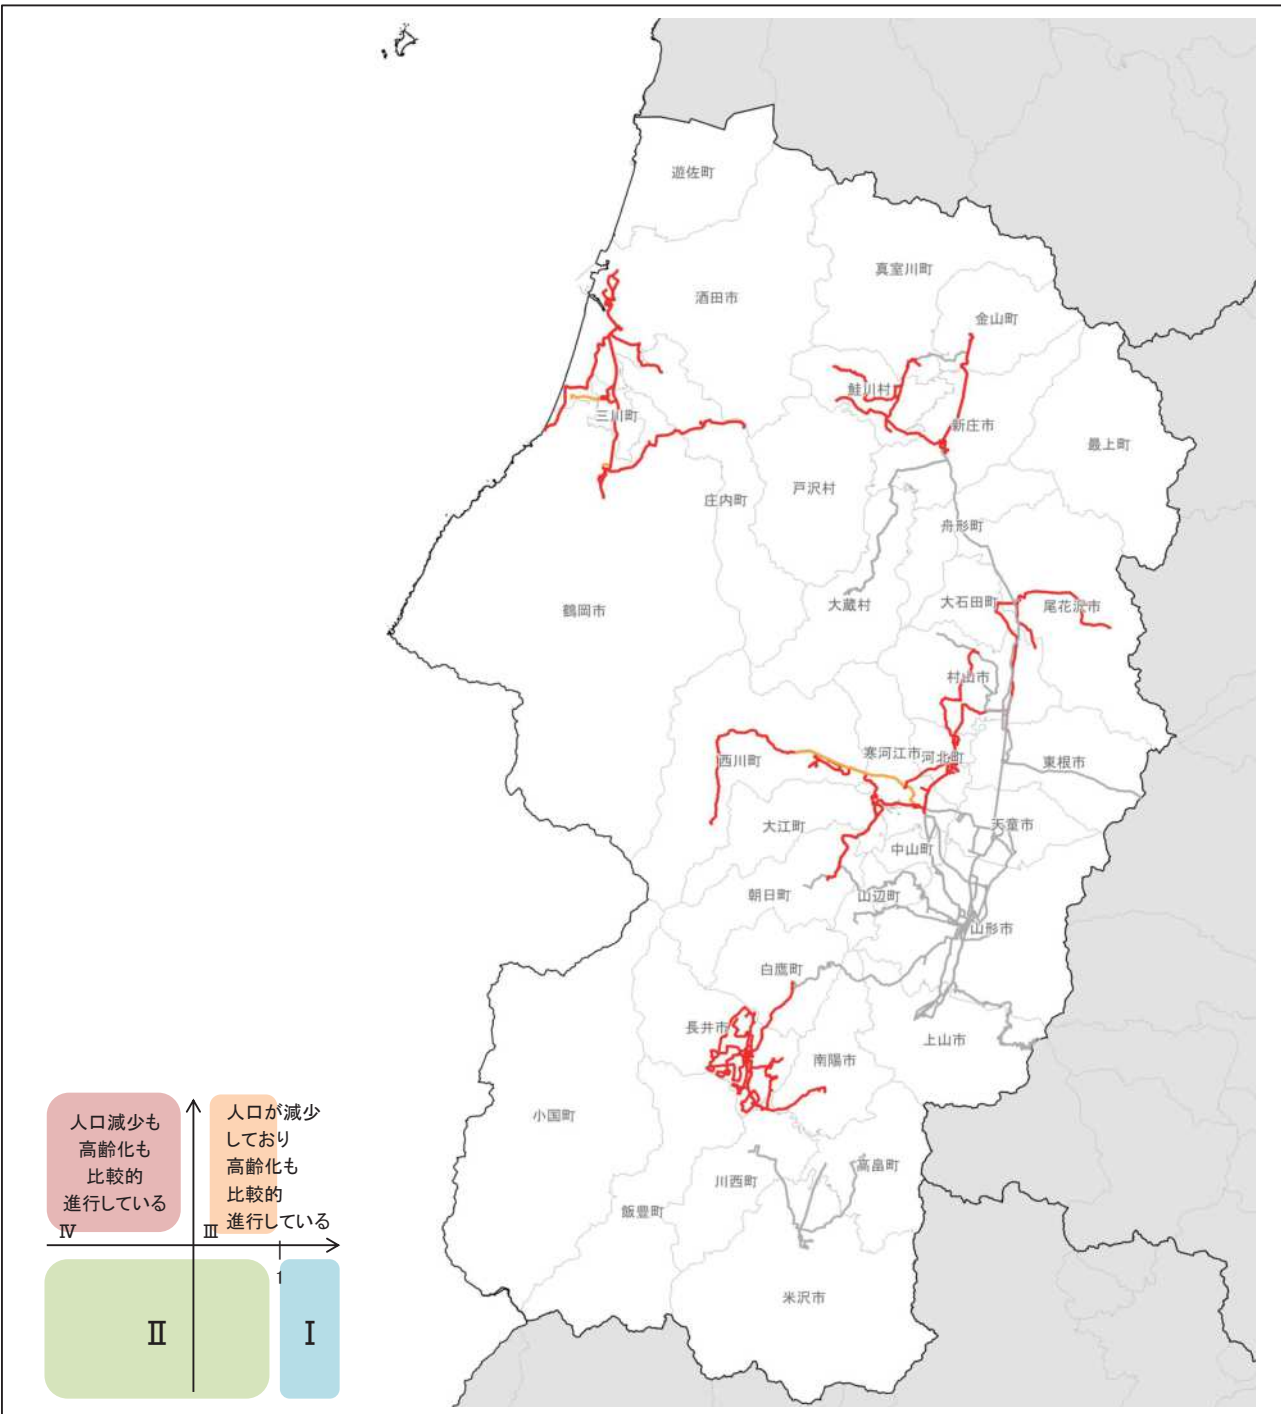 遊佐町
真室川町
酒田市
金山町
鮭川村
三川町
新庄市
最上町
戸沢村
庄内町
舟形町
大蔵村
大石田町
尾花沢市
鶴岡市
村山市
寒河江市
河北町
西川町
東根市
大江町
天童市
中山町
朝日町
山辺町
山形市
白鷹町
長井市
上山市
南陽市
小国町
高畠町
川西町
飯豊町
米沢市
人口減少も
高齢化も
比較的
進行している
Ⅳ
人口が減少
しており
高齢化も
比較的
進行している
Ⅲ
1
Ⅱ
Ⅰ